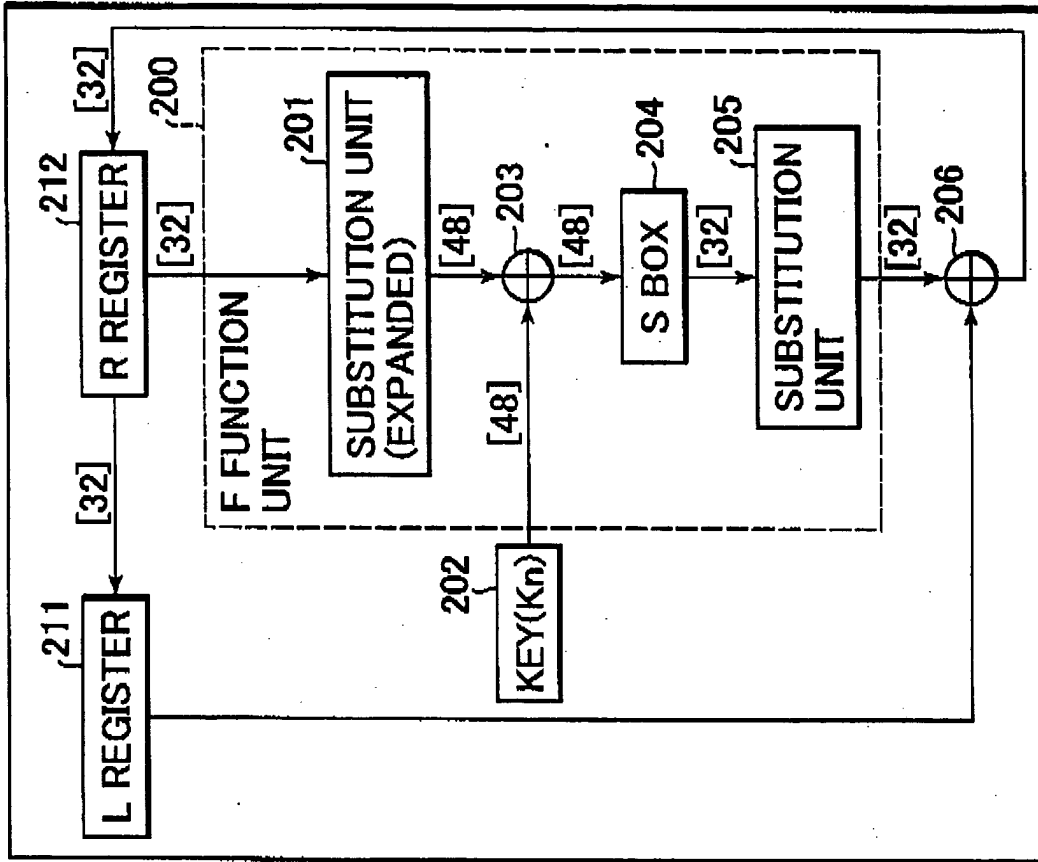 211
L REGISTER
[32]
212
R REGISTER
[32]
[32]
200
F FUNCTION
UNIT
201
SUBSTITUTION UNIT
(EXPANDED)
[48]
202
KEY(Kn)
[48]
203
[48]
204
S BOX
[32]
205
SUBSTITUTION
UNIT
[32]
206